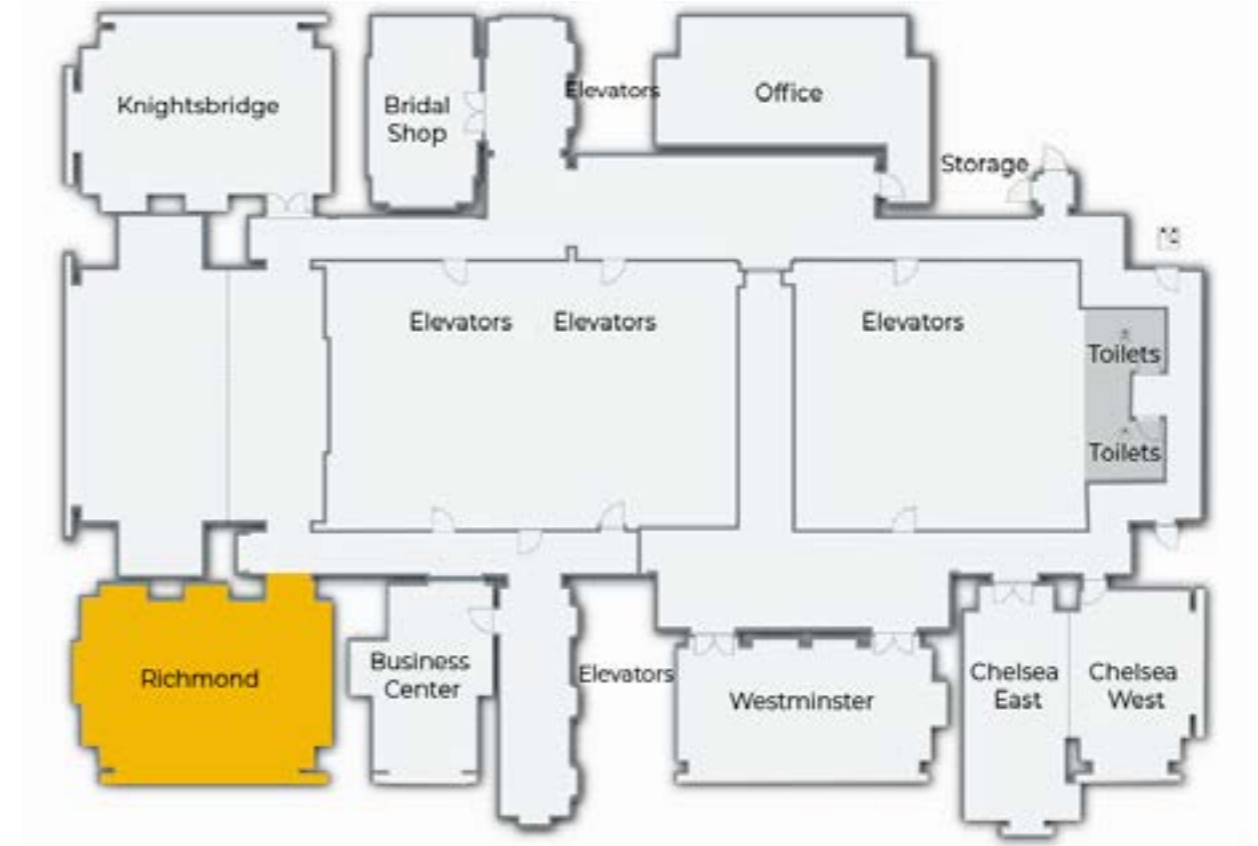 Knightsbridge
Bridal
Shop
Elevators
Office
Storage
Elevators
Elevators
Elevators
Toilets
Toilets
Richmond
Business
Center
Elevators
Westminster
Chelsea
East
Chelsea
West